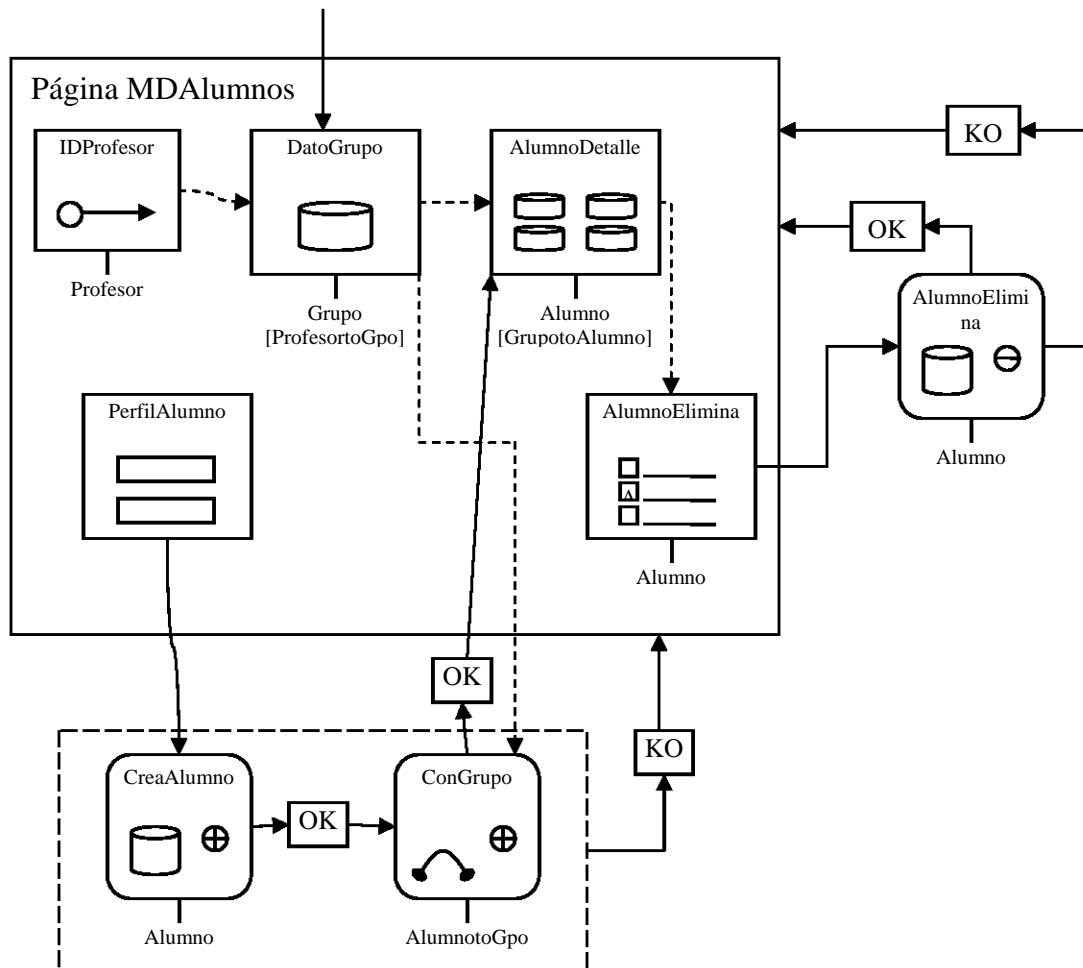 Página MDAlumnos
IDProfesor
DatoGrupo
AlumnoDetalle
KO
OK
Profesor
Grupo
[ProfesortoGpo]
Alumno
[GrupotoAlumno]
AlumnoElimi
na
Alumno
PerfilAlumno
AlumnoElimina
Alumno
OK
KO
CreaAlumno
OK
ConGrupo
Alumno
AlumnotoGpo